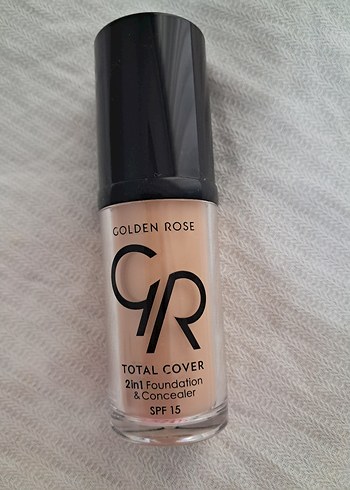 GOLDEN ROSE
GR
TOTAL COVER
2in1 Foundation
& Concealer
SPF 15